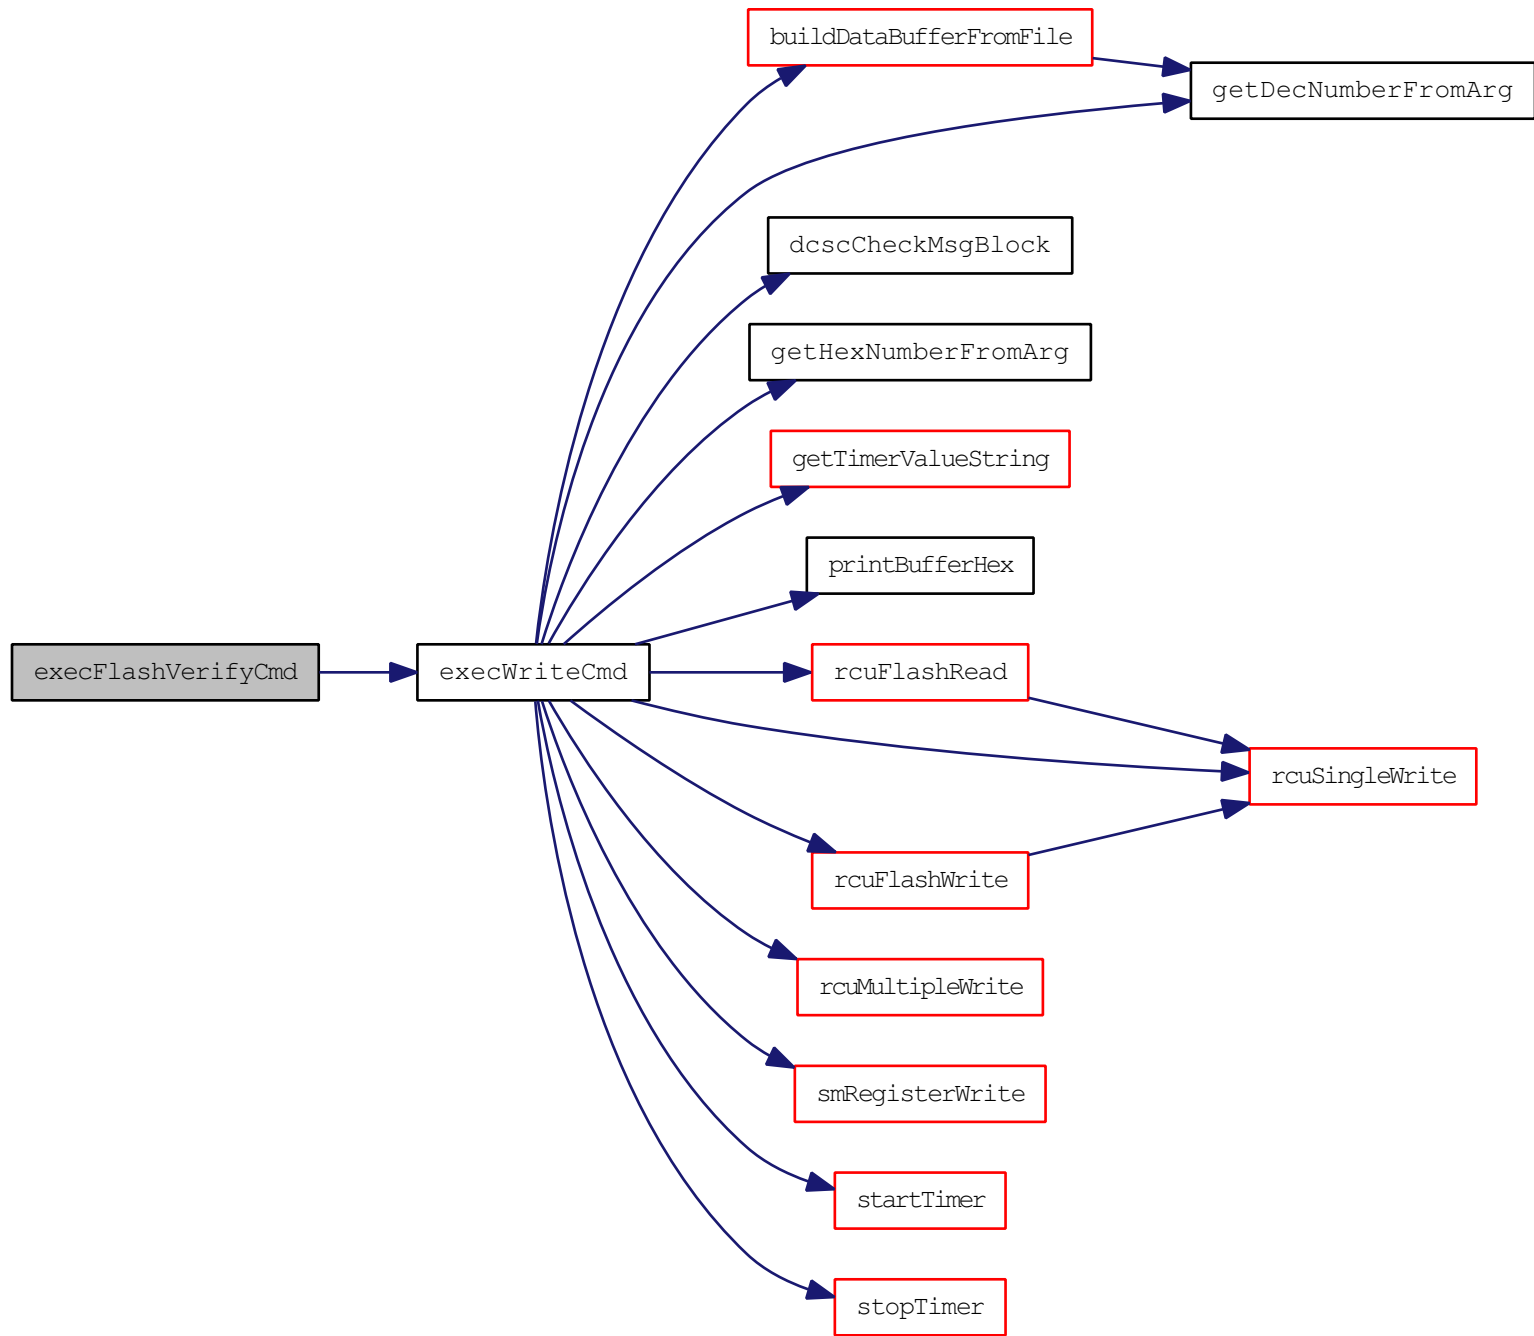 buildDataBufferFromFile
getDecNumberFromArg
dcscCheckMsgBlock
getHexNumberFromArg
getTimerValueString
printBufferHex
execFlashVerifyCmd
execWriteCmd
rcuFlashRead
rcuSingleWrite
rcuFlashWrite
rcuMultipleWrite
smRegisterWrite
startTimer
stopTimer